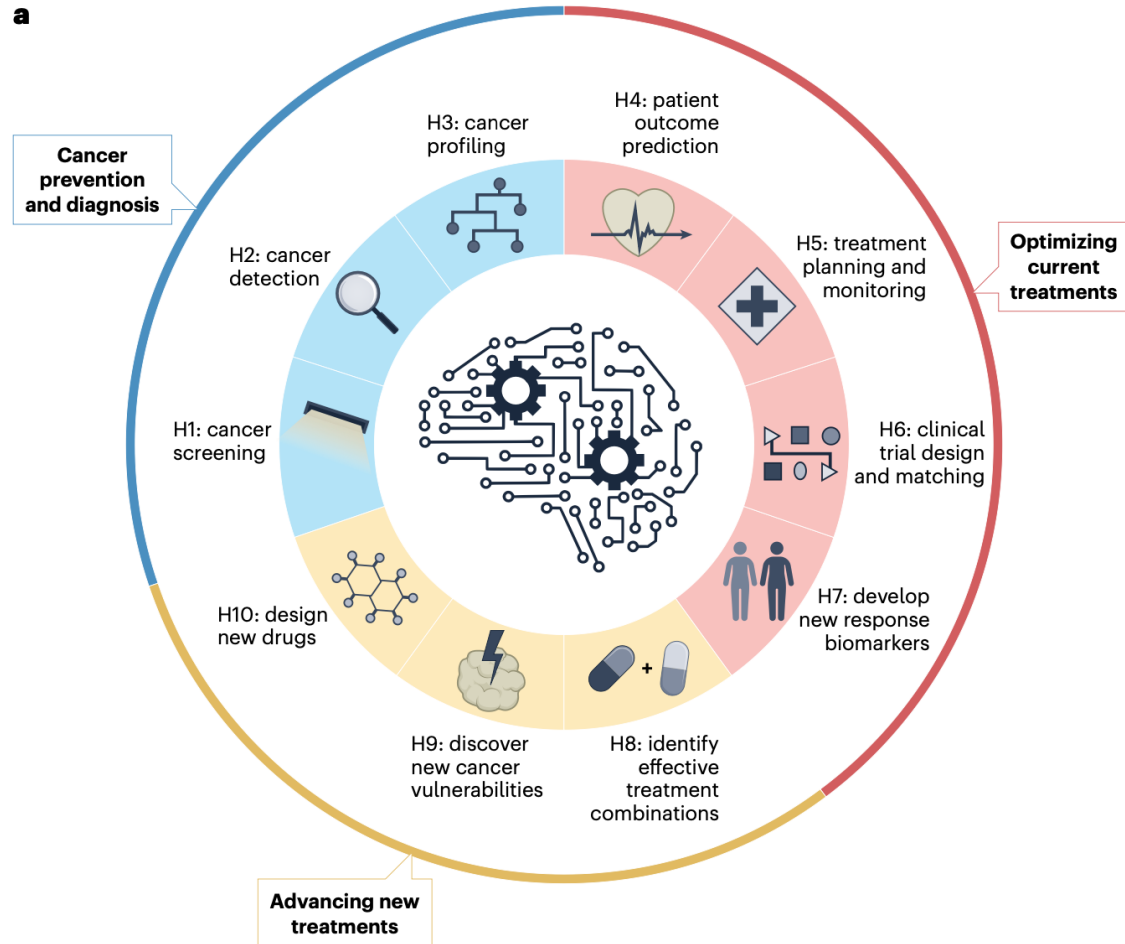 a
Cancer
prevention
and diagnosis
H3: cancer
profiling
H4: patient
outcome
prediction
H2: cancer
detection
H5: treatment
planning and
monitoring
Optimizing
current
treatments
H1: cancer
screening
H6: clinical
trial design
and matching
H10: design
new drugs
H7: develop
new response
biomarkers
+
H9: discover
new cancer
vulnerabilities
H8: identify
effective
treatment
combinations
Advancing new
treatments